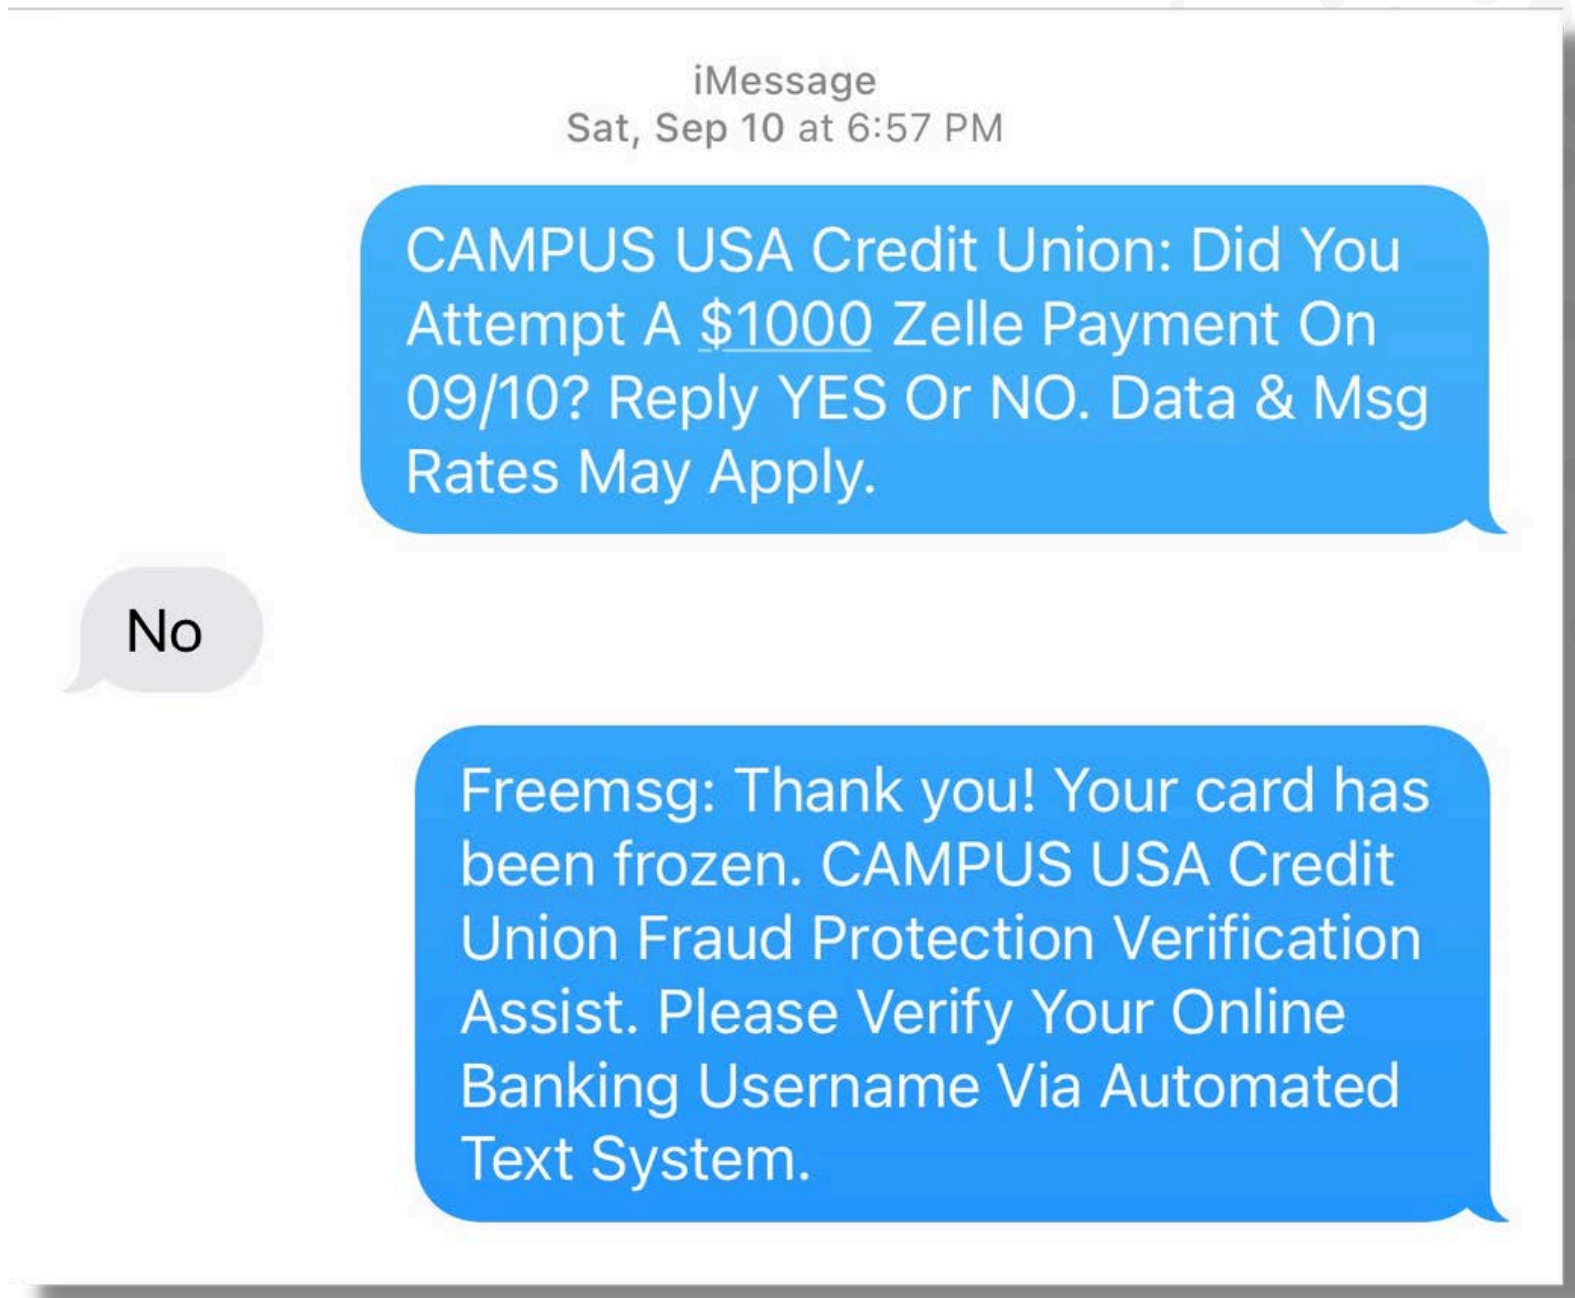 iMessage
Sat, Sep 10 at 6:57 PM
CAMPUS USA Credit Union: Did You
Attempt A $1000 Zelle Payment On
09/10? Reply YES Or NO. Data & Msg
Rates May Apply.
No
Freemsg: Thank you! Your card has
been frozen. CAMPUS USA Credit
Union Fraud Protection Verification
Assist. Please Verify Your Online
Banking Username Via Automated
Text System.